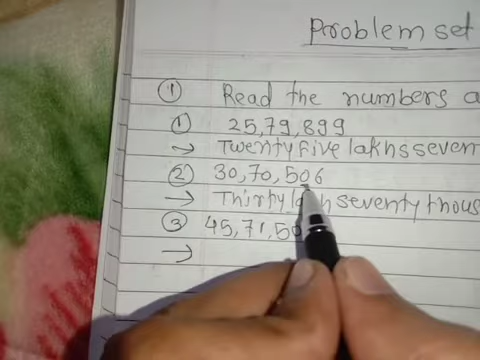 Problem set
① Read the numbers a
① 25,79,899
→ Twenty five lakhs seven
② 30,70,506
→ Thirty lakh seventy thous
③ 45,71,50
→